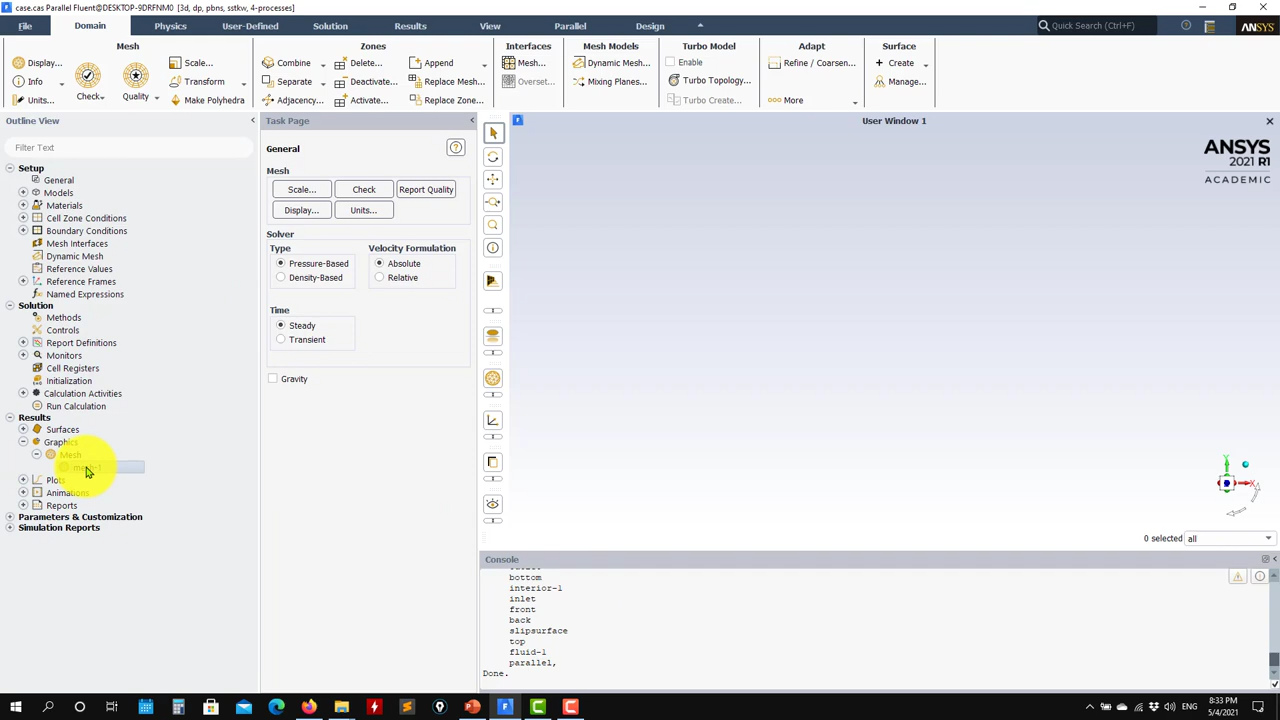 case.cas Parallel Fluent@DESKTOP-9DRFNM0 [3d, dp, pbns, sstkw, 4-processes]
File Domain Physics User-Defined Solution Results View Parallel Design Quick Search (Ctrl+F) ANSYS
Mesh Zones Interfaces Mesh Models Turbo Model Adapt Surface
Display... Scale... Combine Delete... Append Mesh... Dynamic Mesh... Enable Refine / Coarsen... Create
Info Check Quality Transform Separate Deactivate... Replace Mesh... Overset... Mixing Planes... Turbo Topology... Manage...
Units... Make Polyhedra Adjacency... Activate... Replace Zone... Turbo Create... More
Outline View
Filter Text
Setup
General
Models
Materials
Cell Zone Conditions
Boundary Conditions
Mesh Interfaces
Dynamic Mesh
Reference Values
Reference Frames
Named Expressions
Solution
Methods
Controls
Report Definitions
Monitors
Cell Registers
Initialization
Calculation Activities
Run Calculation
Results
Surfaces
Graphics
Mesh
mesh-1
Plots
Animations
Reports
Parameters & Customization
Simulation Reports
Task Page
General
Mesh
Scale... Check Report Quality
Display... Units...
Solver
Type Velocity Formulation
Pressure-Based Absolute
Density-Based Relative
Time
Steady
Transient
Gravity
User Window 1
ANSYS
2021 R1
ACADEMIC
Y
X
0 selected all
Console
bottom
interior-1
inlet
front
back
slipsurface
top
fluid-1
parallel,
Done.
8:33 PM
5/4/2021